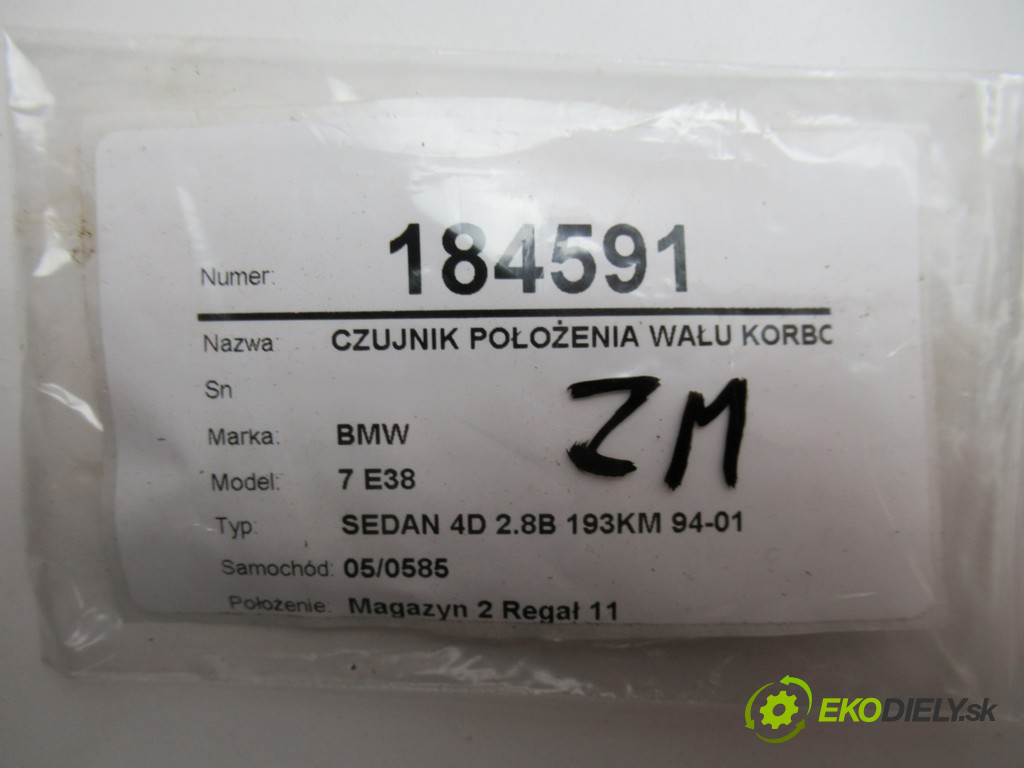 Numer: 184591
Nazwa: CZUJNIK POŁOŻENIA WAŁU KORBO
Sn
ZM
Marka: BMW
Model: 7 E38
Typ: SEDAN 4D 2.8B 193KM 94-01
Samochód: 05/0585
Położenie: Magazyn 2 Regał 11
EKODIELY.sk